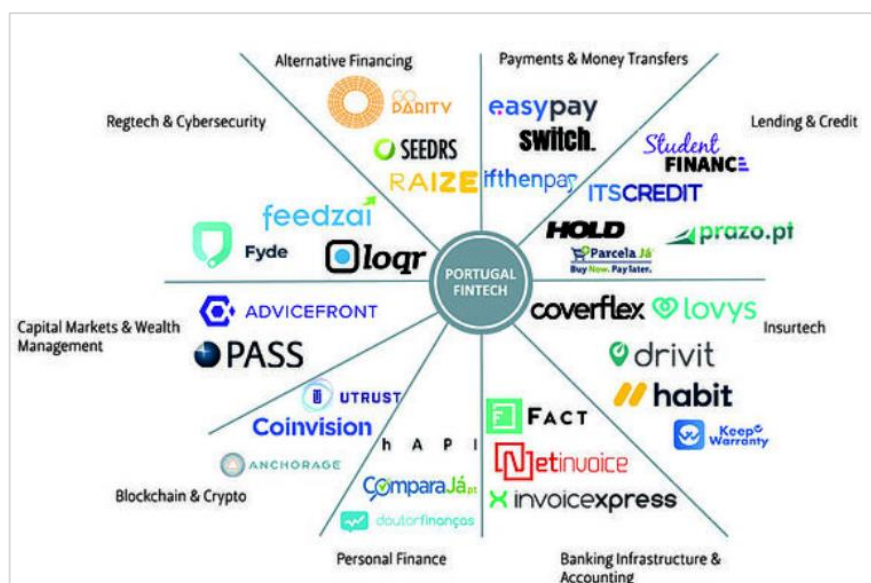 Alternative Financing
GO
PARITY
SEEDRS
RAIZE
Payments & Money Transfers
easypay
switch.
ifthenpay
Lending & Credit
Student
FINANCE
ITSCREDIT
HOLD
prazo.pt
Parcela Já
Buy Now. Pay later.
Regtech & Cybersecurity
feedzai
Fyde
loqr
PORTUGAL
FINTECH
Capital Markets & Wealth
Management
ADVICEFRONT
PASS
Insurtech
coverflex
lovys
drivit
habit
Keep
Warranty
Blockchain & Crypto
UTRUST
Coinvision
ANCHORAGE
Personal Finance
hAPI
ComparaJá.pt
doutorfinanças
Banking Infrastructure &
Accounting
F
FACT
Netinvoice
invoicexpress